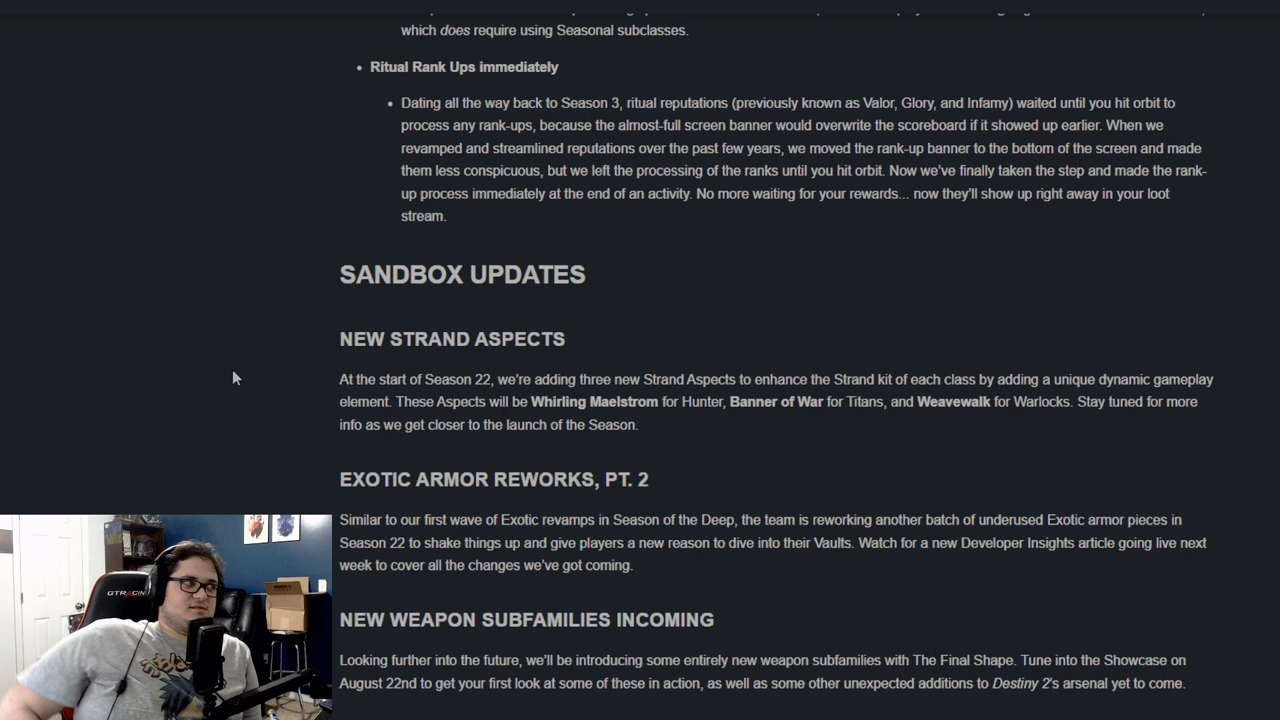 which does require using Seasonal subclasses.
• Ritual Rank Ups immediately
• Dating all the way back to Season 3, ritual reputations (previously known as Valor, Glory, and Infamy) waited until you hit orbit to
process any rank-ups, because the almost-full screen banner would overwrite the scoreboard if it showed up earlier. When we
revamped and streamlined reputations over the past few years, we moved the rank-up banner to the bottom of the screen and made
them less conspicuous, but we left the processing of the ranks until you hit orbit. Now we’ve finally taken the step and made the rank-
up process immediately at the end of an activity. No more waiting for your rewards... now they’ll show up right away in your loot
stream.
SANDBOX UPDATES
NEW STRAND ASPECTS
At the start of Season 22, we’re adding three new Strand Aspects to enhance the Strand kit of each class by adding a unique dynamic gameplay
element. These Aspects will be Whirling Maelstrom for Hunter, Banner of War for Titans, and Weavewalk for Warlocks. Stay tuned for more
info as we get closer to the launch of the Season.
EXOTIC ARMOR REWORKS, PT. 2
Similar to our first wave of Exotic revamps in Season of the Deep, the team is reworking another batch of underused Exotic armor pieces in
Season 22 to shake things up and give players a new reason to dive into their Vaults. Watch for a new Developer Insights article going live next
week to cover all the changes we’ve got coming.
NEW WEAPON SUBFAMILIES INCOMING
Looking further into the future, we’ll be introducing some entirely new weapon subfamilies with The Final Shape. Tune into the Showcase on
August 22nd to get your first look at some of these in action, as well as some other unexpected additions to Destiny 2's arsenal yet to come.
GTRACIN